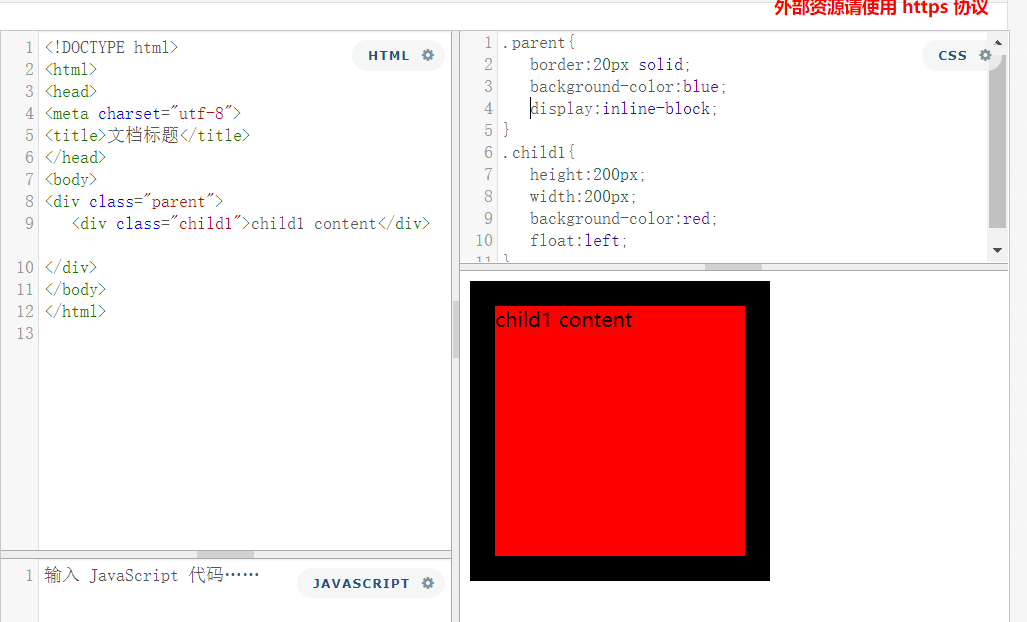 外部资源请使用 https 协议
HTML
1 <!DOCTYPE html>
2 <html>
3 <head>
4 <meta charset="utf-8">
5 <title>文档标题</title>
6 </head>
7 <body>
8 <div class="parent">
9 <div class="child1">child1 content</div>
10 </div>
11 </body>
12 </html>
13
CSS
1 .parent{
2 border:20px solid;
3 background-color:blue;
4 display:inline-block;
5 }
6 .child1{
7 height:200px;
8 width:200px;
9 background-color:red;
10 float:left;
11 }
child1 content
JAVASCRIPT
1 输入 JavaScript 代码……